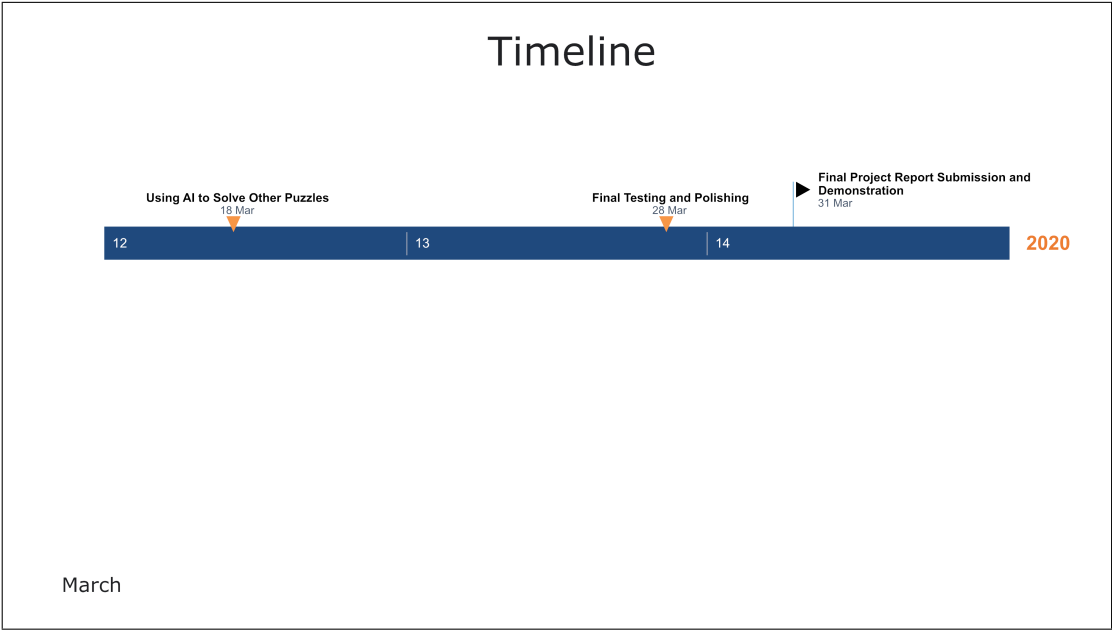 Timeline
Using AI to Solve Other Puzzles
18 Mar
Final Testing and Polishing
28 Mar
Final Project Report Submission and
Demonstration
31 Mar
12
13
14
2020
March